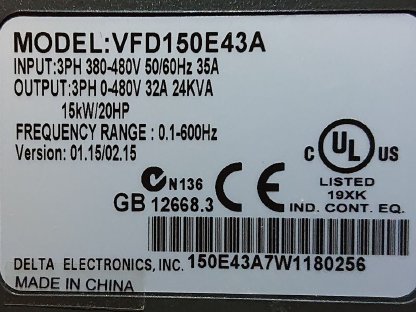 MODEL:VFD150E43A
INPUT:3PH 380-480V 50/60Hz 35A
OUTPUT:3PH 0-480V 32A 24KVA
15kW/20HP
FREQUENCY RANGE : 0.1-600Hz
Version: 01.15/02.15
C UL US
LISTED
19XK
IND. CONT. EQ.
N136
GB 12668.3
CE
DELTA ELECTRONICS, INC. 150E43A7W1180256
MADE IN CHINA